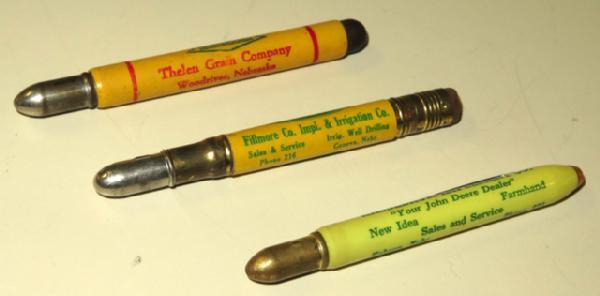 Thelen Grain Company
Woodriver, Nebraska
Fillmore Co. Impl. & Irrigation Co.
Sales & Service Irrig. Well Drilling
Phone 216 Geneva, Nebr.
"Your John Deere Dealer"
New Idea Farmhand
Sales and Service